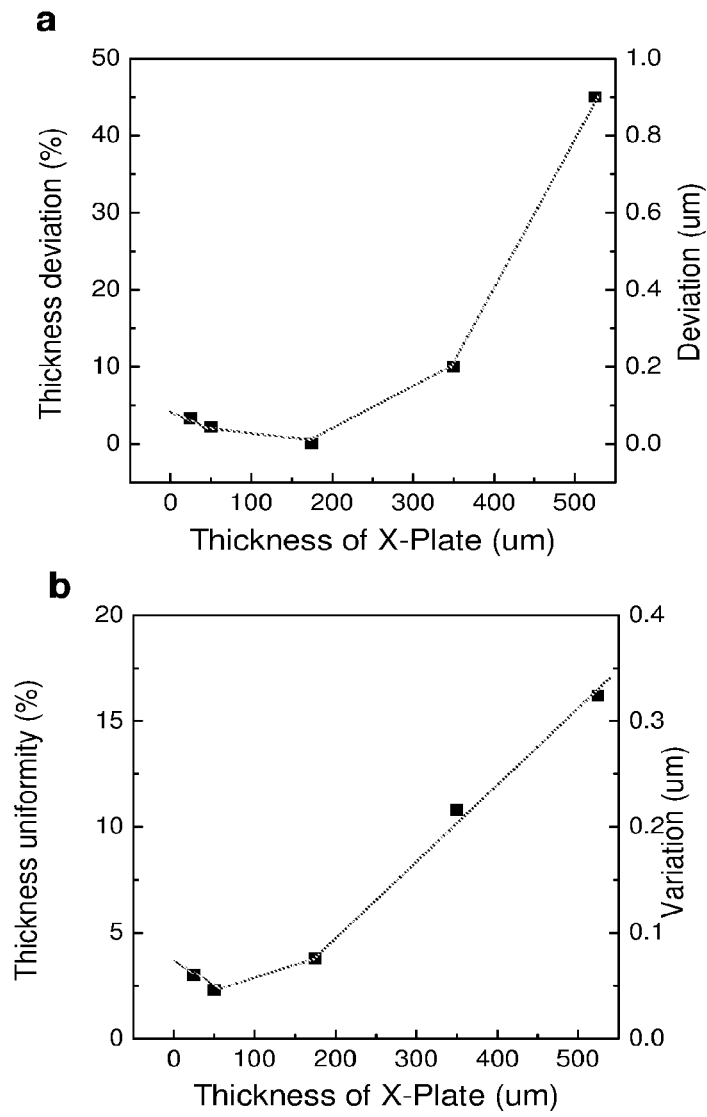 a
50
40
30
20
10
0
Thickness deviation (%)
1.0
0.8
0.6
0.4
0.2
0.0
Deviation (um)
0 100 200 300 400 500
Thickness of X-Plate (um)
b
20
15
10
5
0
Thickness uniformity (%)
0.4
0.3
0.2
0.1
0.0
Variation (um)
0 100 200 300 400 500
Thickness of X-Plate (um)